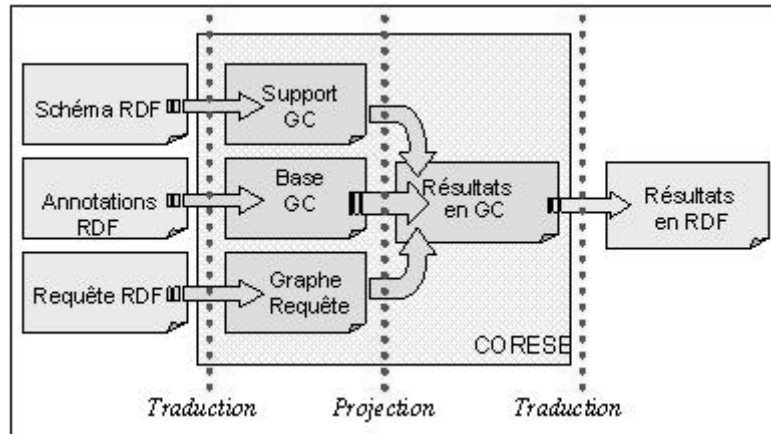 Schéma RDF
Support
GC
Annotations
RDF
Base
GC
Résultats
en GC
Résultats
en RDF
Requête RDF
Graphe
Requête
CORESE
Traduction
Projection
Traduction